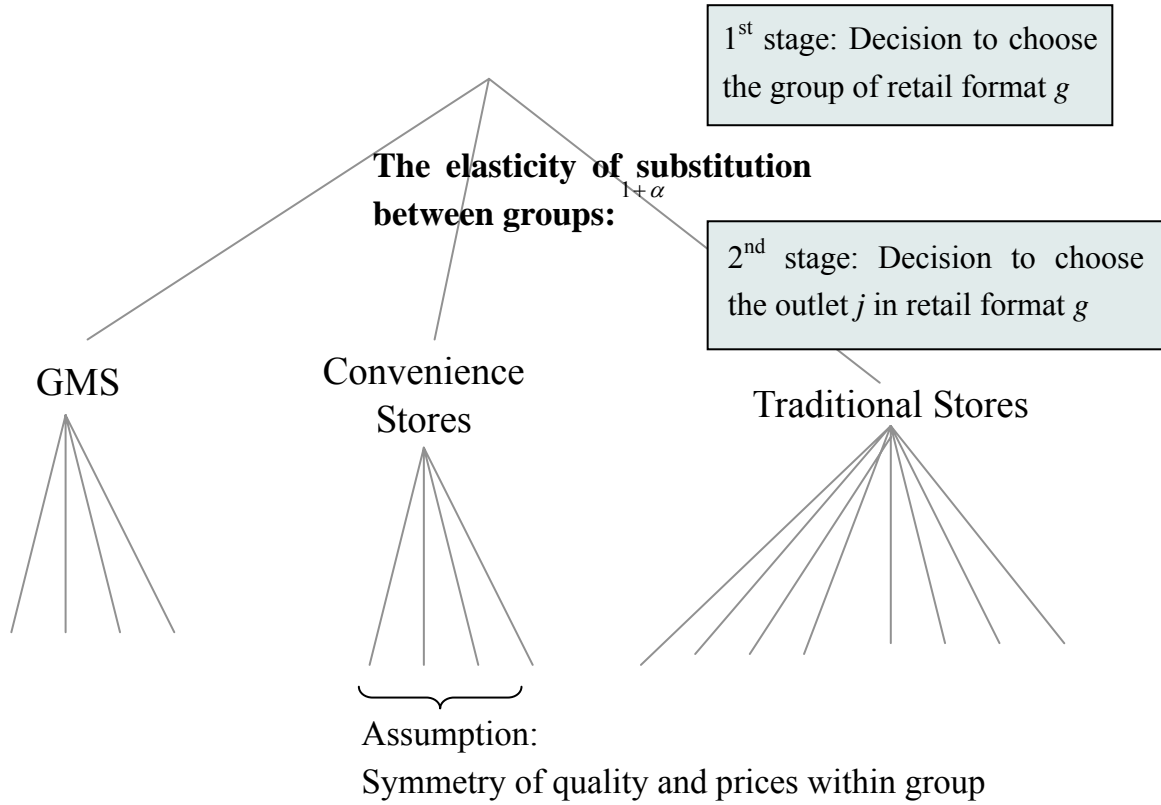 1st stage: Decision to choose
the group of retail format g
The elasticity of substitution
between groups: 1+α
2nd stage: Decision to choose
the outlet j in retail format g
GMS
Convenience
Stores
Traditional Stores
Assumption:
Symmetry of quality and prices within group